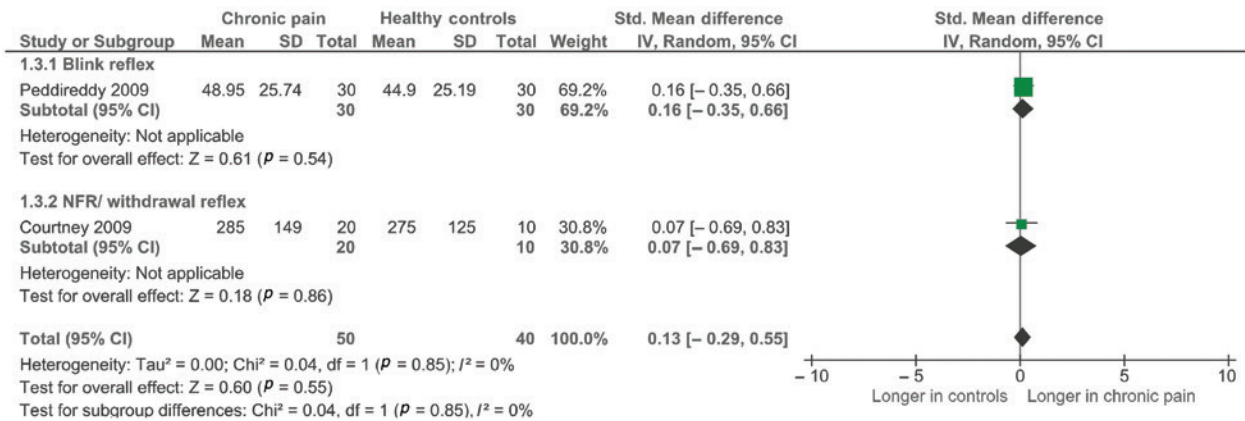 Chronic pain Healthy controls Std. Mean difference Std. Mean difference
Study or Subgroup Mean SD Total Mean SD Total Weight IV, Random, 95% CI IV, Random, 95% CI
1.3.1 Blink reflex
Peddireddy 2009 48.95 25.74 30 44.9 25.19 30 69.2% 0.16 [– 0.35, 0.66]
Subtotal (95% CI) 30 30 69.2% 0.16 [– 0.35, 0.66]
Heterogeneity: Not applicable
Test for overall effect: Z = 0.61 (P = 0.54)
1.3.2 NFR/ withdrawal reflex
Courtney 2009 285 149 20 275 125 10 30.8% 0.07 [– 0.69, 0.83]
Subtotal (95% CI) 20 10 30.8% 0.07 [– 0.69, 0.83]
Heterogeneity: Not applicable
Test for overall effect: Z = 0.18 (P = 0.86)
Total (95% CI) 50 40 100.0% 0.13 [– 0.29, 0.55]
Heterogeneity: Tau² = 0.00; Chi² = 0.04, df = 1 (P = 0.85); I² = 0%
Test for overall effect: Z = 0.60 (P = 0.55)
Test for subgroup differences: Chi² = 0.04, df = 1 (P = 0.85), I² = 0%
– 10 – 5 0 5 10
Longer in controls Longer in chronic pain